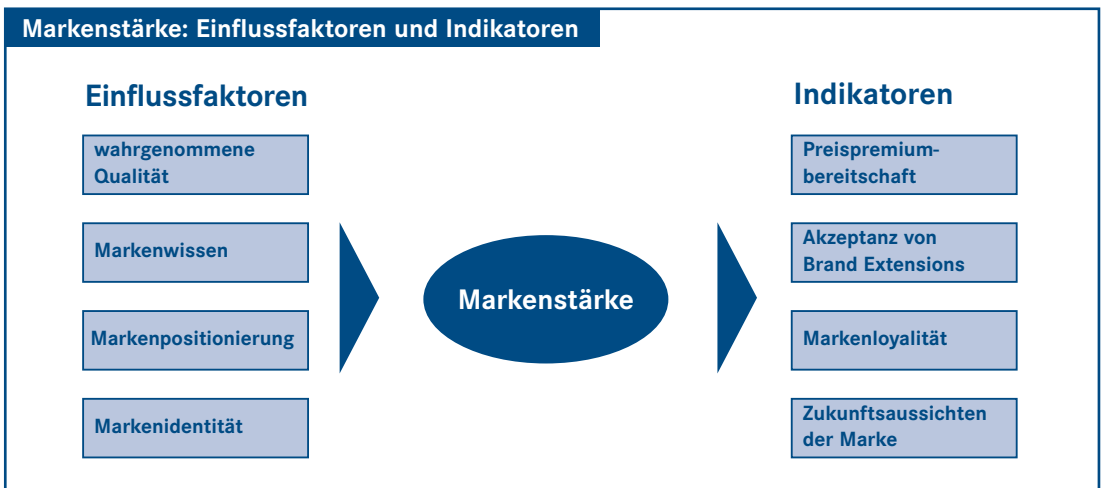 Markenstärke: Einflussfaktoren und Indikatoren
Einflussfaktoren
wahrgenommene
Qualität
Markenwissen
Markenpositionierung
Markenidentität
Markenstärke
Indikatoren
Preispremium-
bereitschaft
Akzeptanz von
Brand Extensions
Markenloyalität
Zukunftsaussichten
der Marke